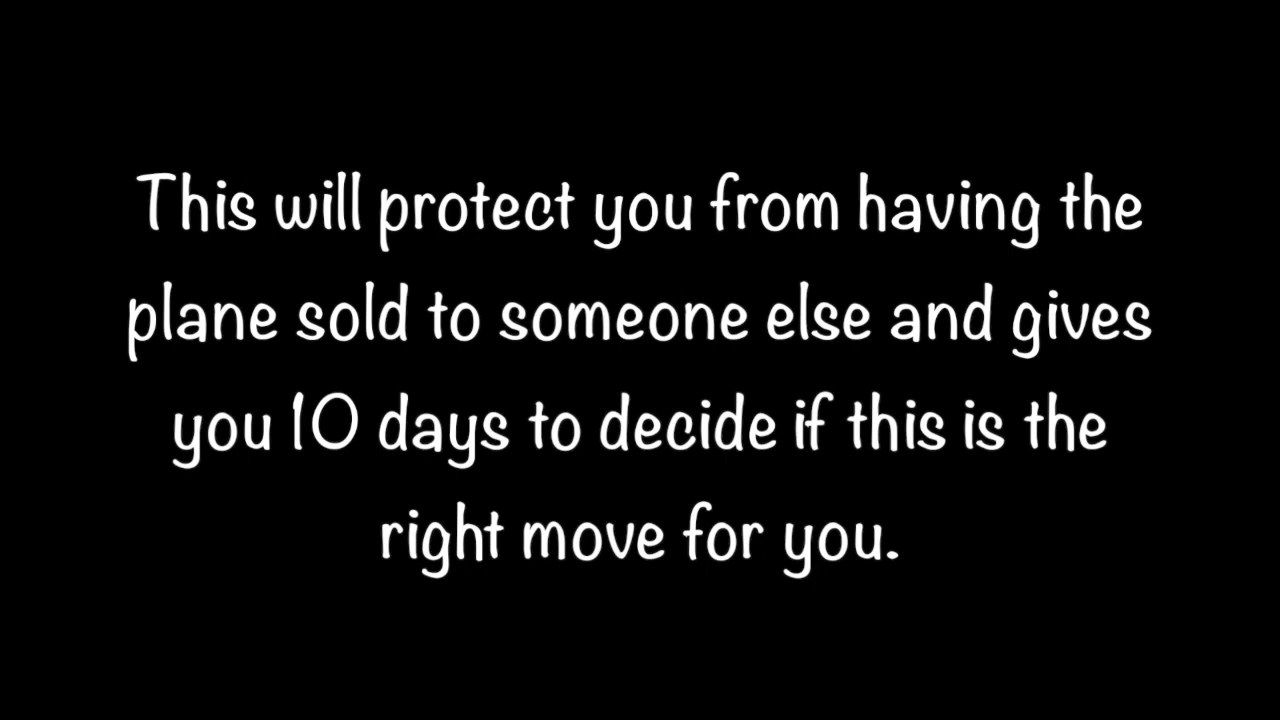 This will protect you from having the
plane sold to someone else and gives
you 10 days to decide if this is the
right move for you.